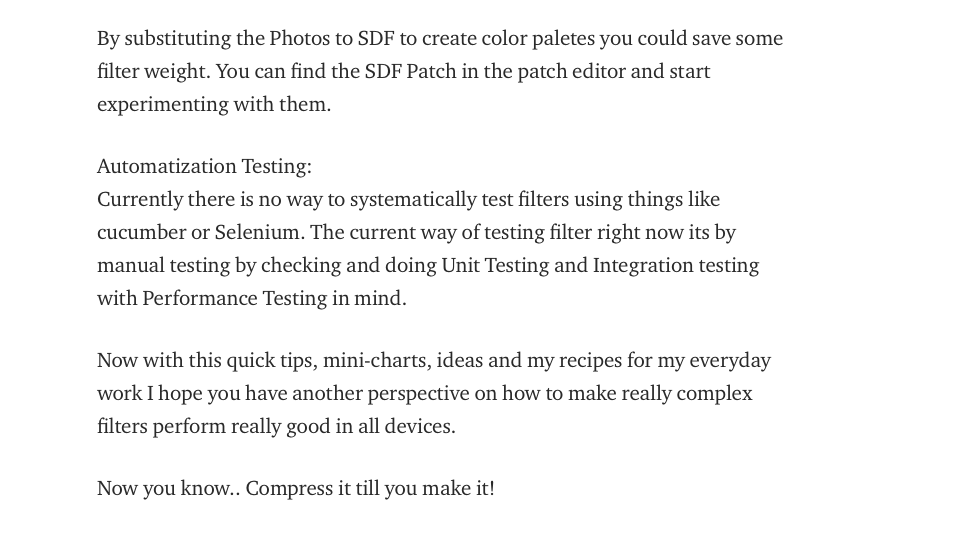 By substituting the Photos to SDF to create color paletes you could save some
filter weight. You can find the SDF Patch in the patch editor and start
experimenting with them.
Automatization Testing:
Currently there is no way to systematically test filters using things like
cucumber or Selenium. The current way of testing filter right now its by
manual testing by checking and doing Unit Testing and Integration testing
with Performance Testing in mind.
Now with this quick tips, mini-charts, ideas and my recipes for my everyday
work I hope you have another perspective on how to make really complex
filters perform really good in all devices.
Now you know.. Compress it till you make it!